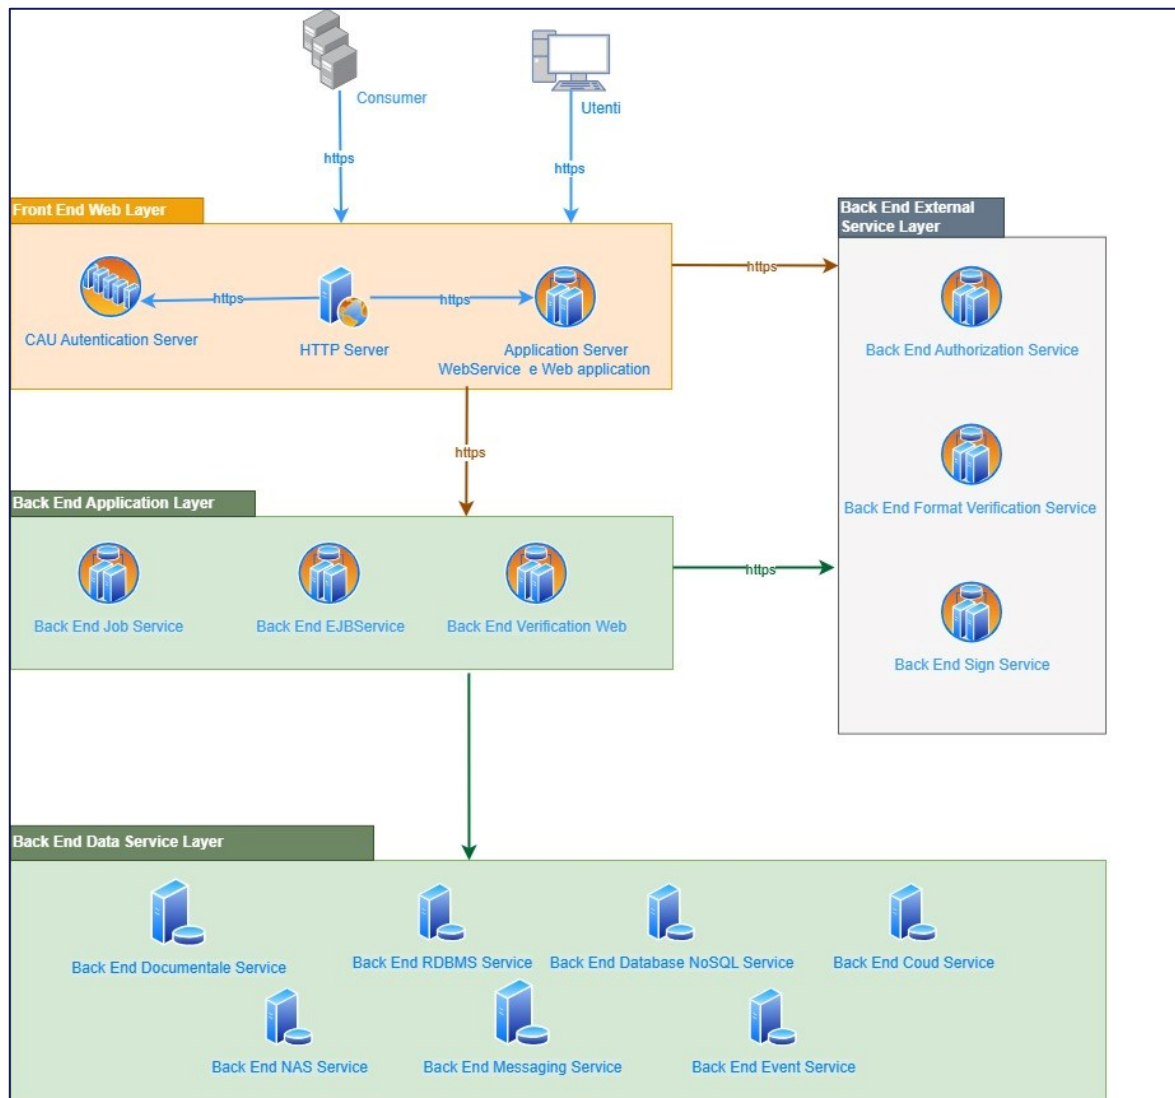 Consumer
Utenti
https
https
Front End Web Layer
Back End External
Service Layer
https
https
https
CAU Autentication Server
HTTP Server
Application Server
WebService e Web application
Back End Authorization Service
https
Back End Format Verification Service
Back End Application Layer
https
Back End Job Service
Back End EJBService
Back End Verification Web
Back End Sign Service
Back End Data Service Layer
Back End Documentale Service
Back End RDBMS Service
Back End Database NoSQL Service
Back End Coud Service
Back End NAS Service
Back End Messaging Service
Back End Event Service